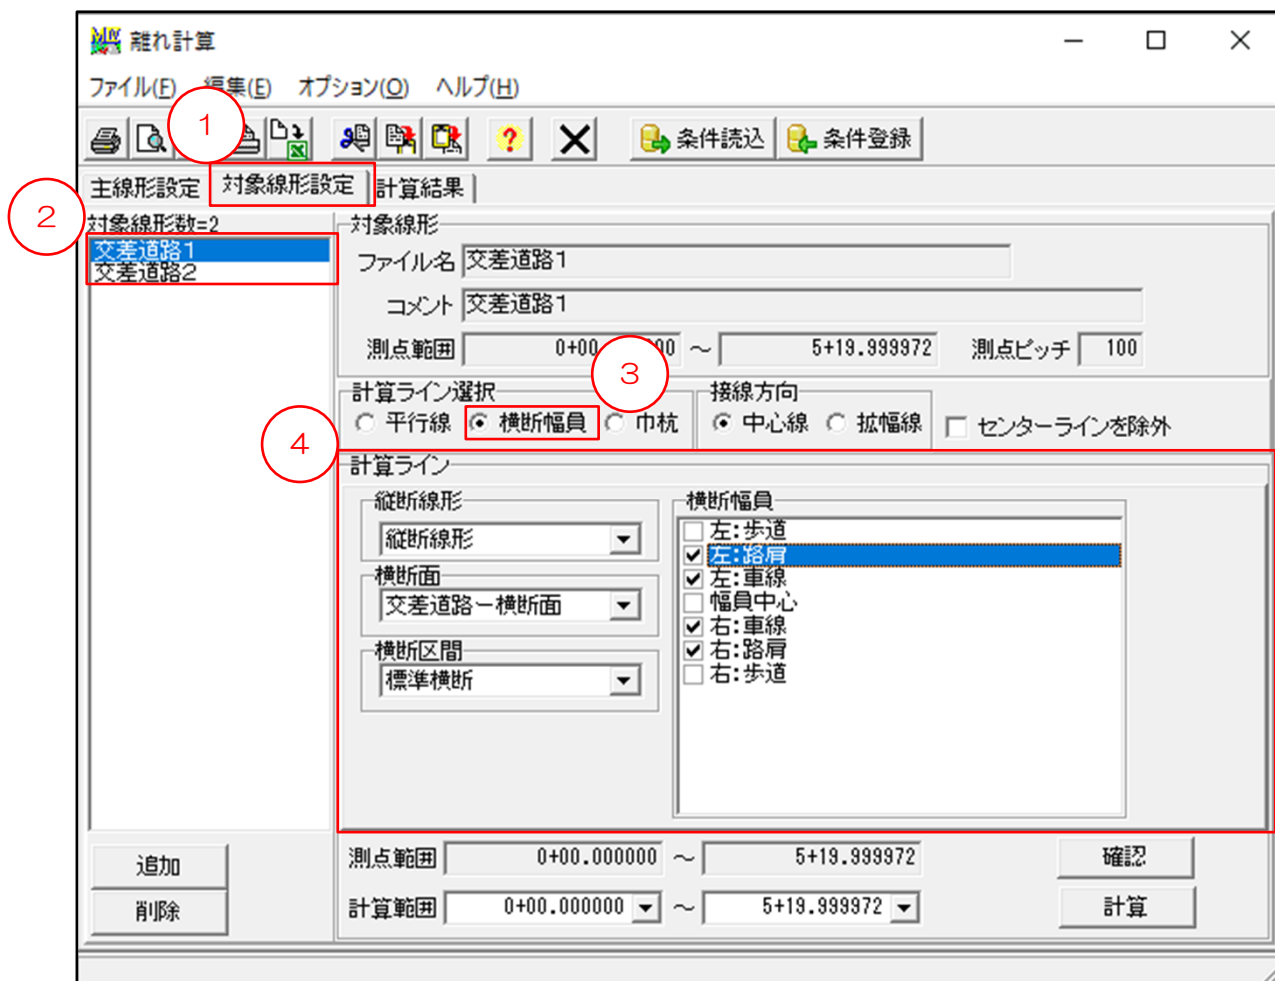 離れ計算
ファイル(F) 編集(E) オプション(O) ヘルプ(H)
1
? 条件読込 条件登録
主線形設定 対象線形設定 計算結果
2
対象線形数=2
交差道路1
交差道路2
対象線形
ファイル名 交差道路1
コメント 交差道路1
測点範囲 0+00. 00 ～ 5+19.999972 測点ピッチ 100
3
計算ライン選択 接線方向
平行線 横断幅員 巾杭 中心線 拡幅線 センターラインを除外
4
計算ライン
縦断線形 横断幅員
縦断線形
横断面
交差道路－横断面
横断区間
標準横断
左:歩道
左:路肩
左:車線
幅員中心
右:車線
右:路肩
右:歩道
追加
削除
測点範囲 0+00.000000 ～ 5+19.999972 確認
計算範囲 0+00.000000 ～ 5+19.999972 計算